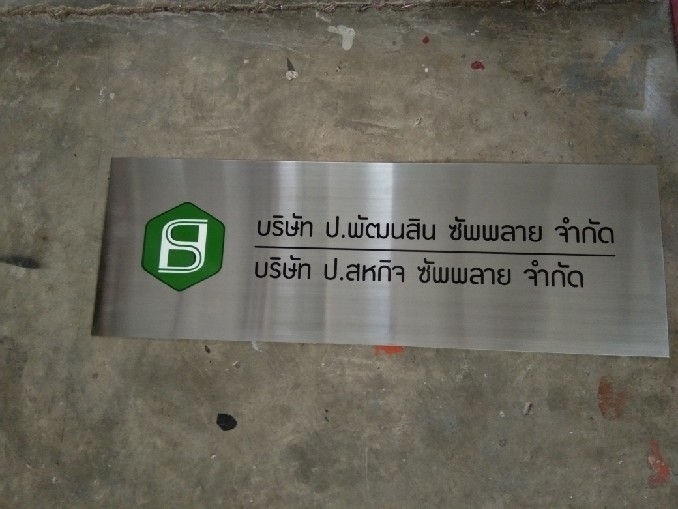 บริษัท ป.พัฒนสิน ซัพพลาย จำกัด
บริษัท ป.สหกิจ ซัพพลาย จำกัด